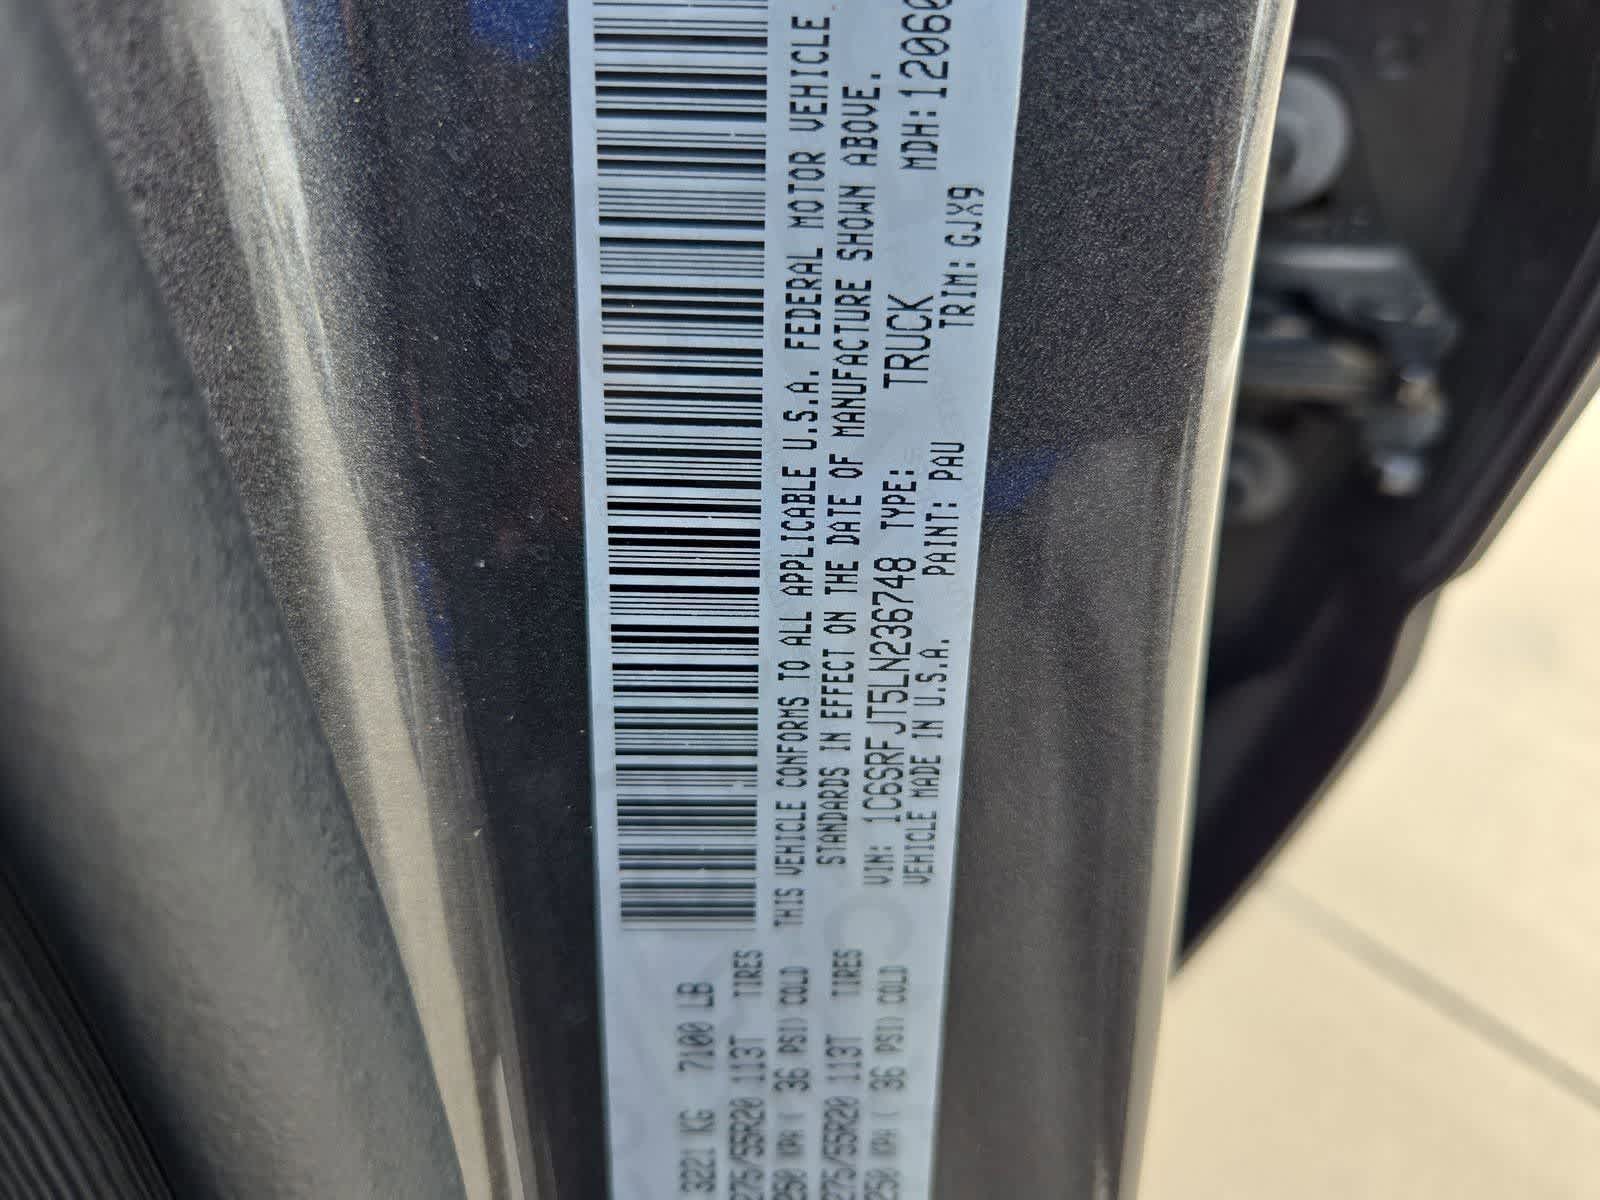 3221 KG 7100 LB
275/55R20 113T TIRES
250 KPA ( 36 PSI) COLD
275/55R20 113T TIRES
250 KPA ( 36 PSI) COLD
THIS VEHICLE CONFORMS TO ALL APPLICABLE U.S.A. FEDERAL MOTOR VEHICLE
STANDARDS IN EFFECT ON THE DATE OF MANUFACTURE SHOWN ABOVE.
VIN: 1C6SRFJT5LN236748 TYPE: TRUCK MDH: 12060
VEHICLE MADE IN U.S.A. PAINT: PAU TRIM: GJX9